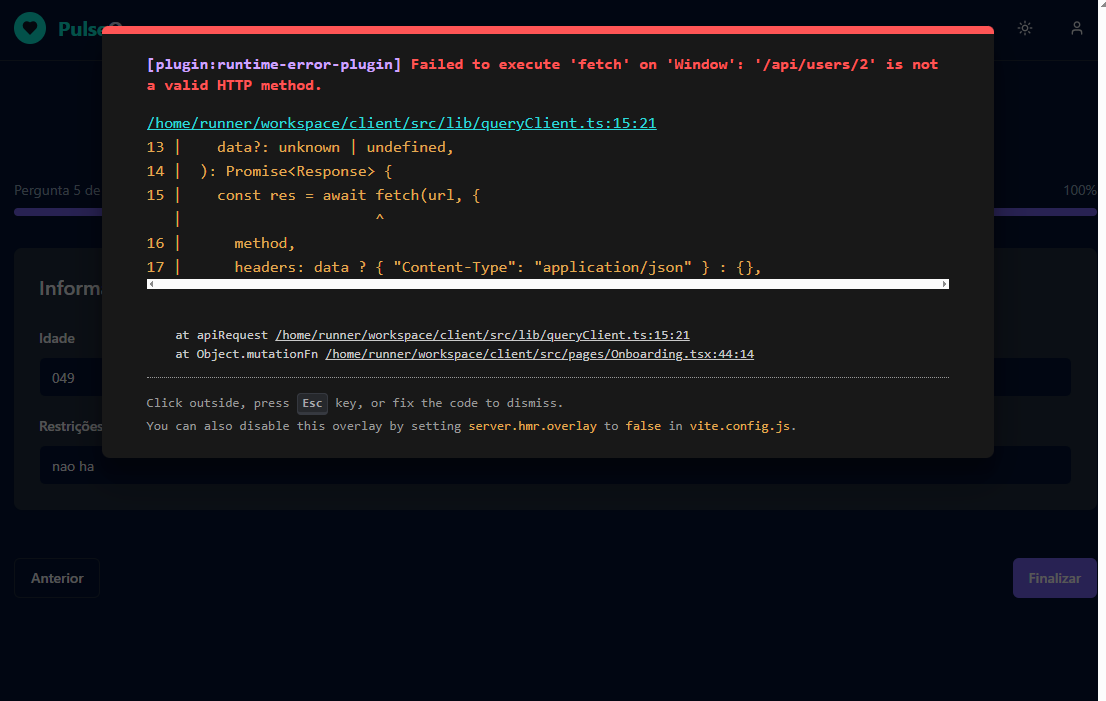 Pulse
[plugin:runtime-error-plugin] Failed to execute 'fetch' on 'Window': '/api/users/2' is not
a valid HTTP method.
/home/runner/workspace/client/src/lib/queryClient.ts:15:21
13 |    data?: unknown | undefined,
14 |  ): Promise<Response> {
15 |    const res = await fetch(url, {
   |                      ^
16 |      method,
17 |      headers: data ? { "Content-Type": "application/json" } : {},
at apiRequest /home/runner/workspace/client/src/lib/queryClient.ts:15:21
at Object.mutationFn /home/runner/workspace/client/src/pages/Onboarding.tsx:44:14
Click outside, press Esc key, or fix the code to dismiss.
You can also disable this overlay by setting server.hmr.overlay to false in vite.config.js.
Pergunta 5 de
100%
Idade
049
Restrições
nao ha
Anterior
Finalizar